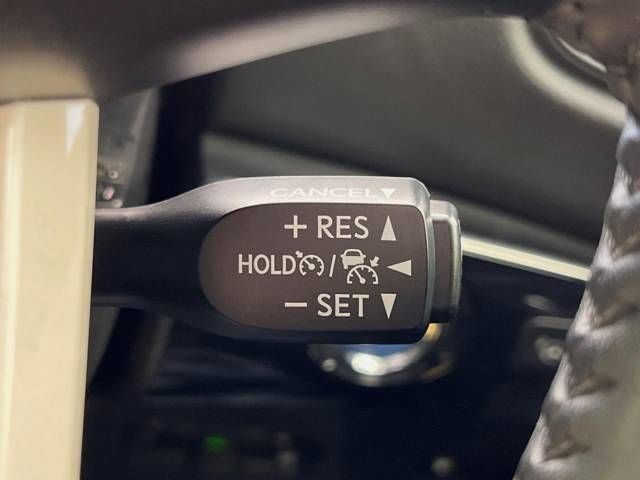 CANCEL▼
+ RES ▲
HOLD / ◀
− SET ▼